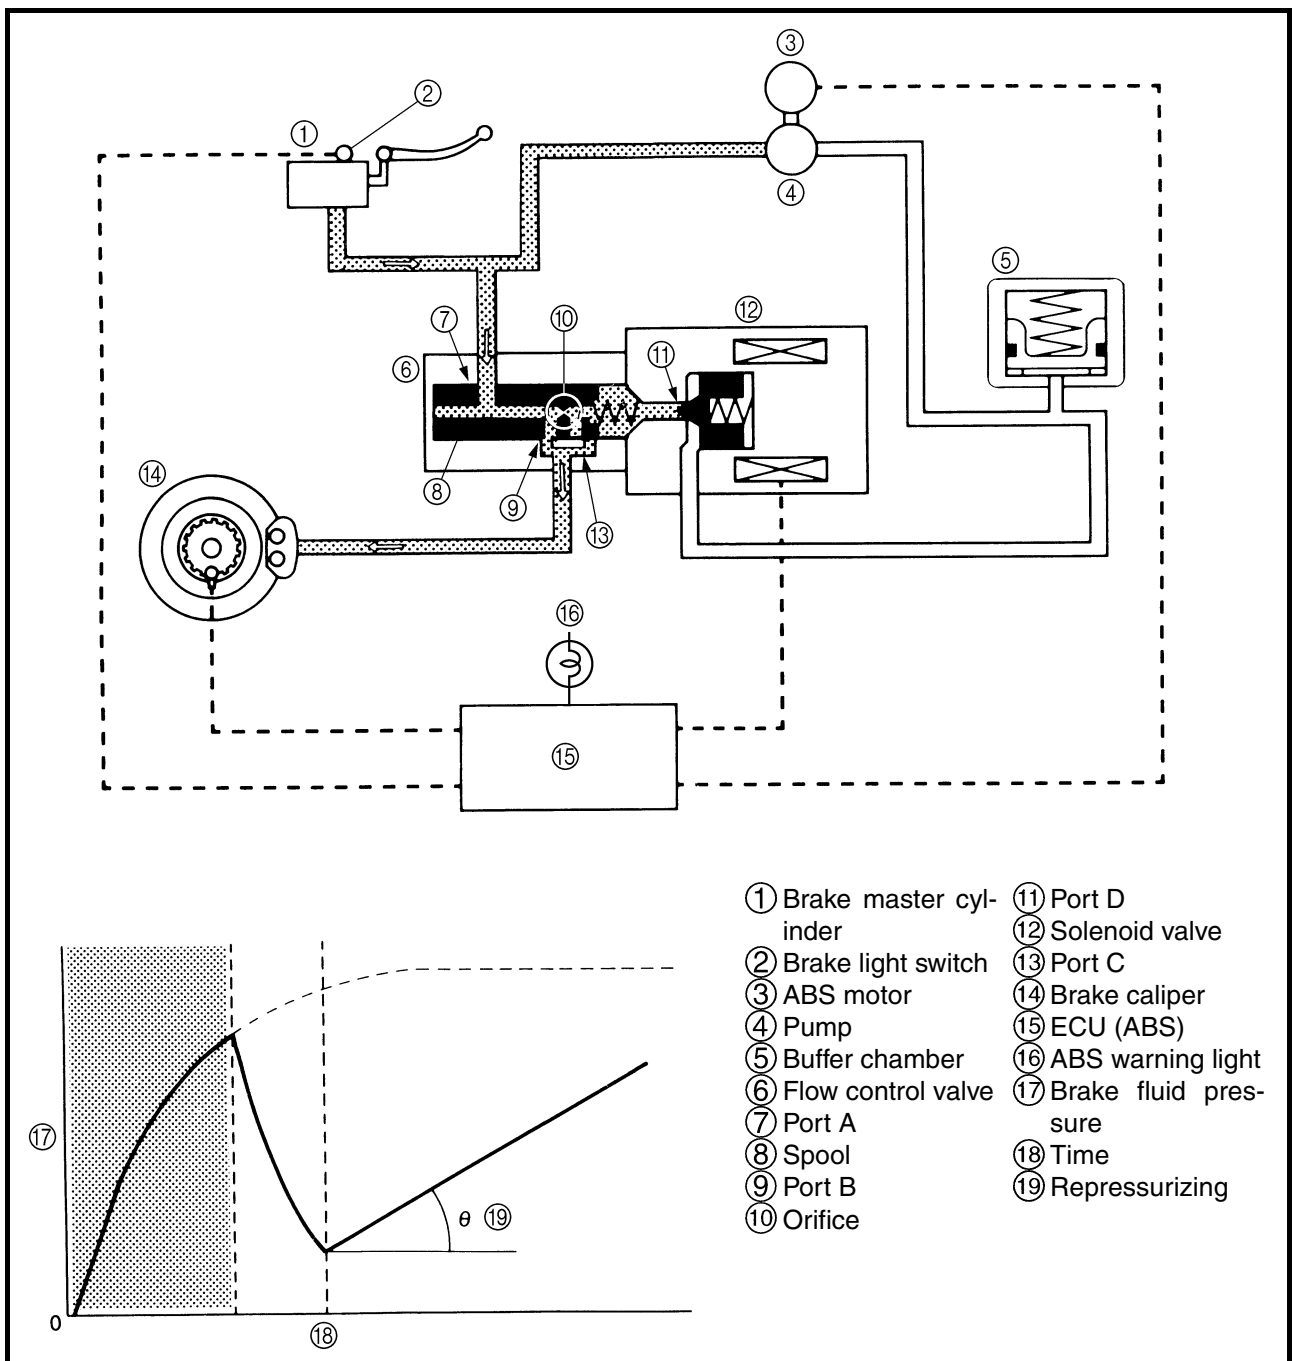 ③
②
①
④
⑤
⑫
⑦
⑩
⑪
⑥
⑭
⑧
⑨
⑬
⑯
⑮
① Brake master cyl-
inder
② Brake light switch
③ ABS motor
④ Pump
⑤ Buffer chamber
⑥ Flow control valve
⑦ Port A
⑧ Spool
⑨ Port B
⑩ Orifice
⑪ Port D
⑫ Solenoid valve
⑬ Port C
⑭ Brake caliper
⑮ ECU (ABS)
⑯ ABS warning light
⑰ Brake fluid pres-
sure
⑱ Time
⑲ Repressurizing
⑰
θ ⑲
0
⑱